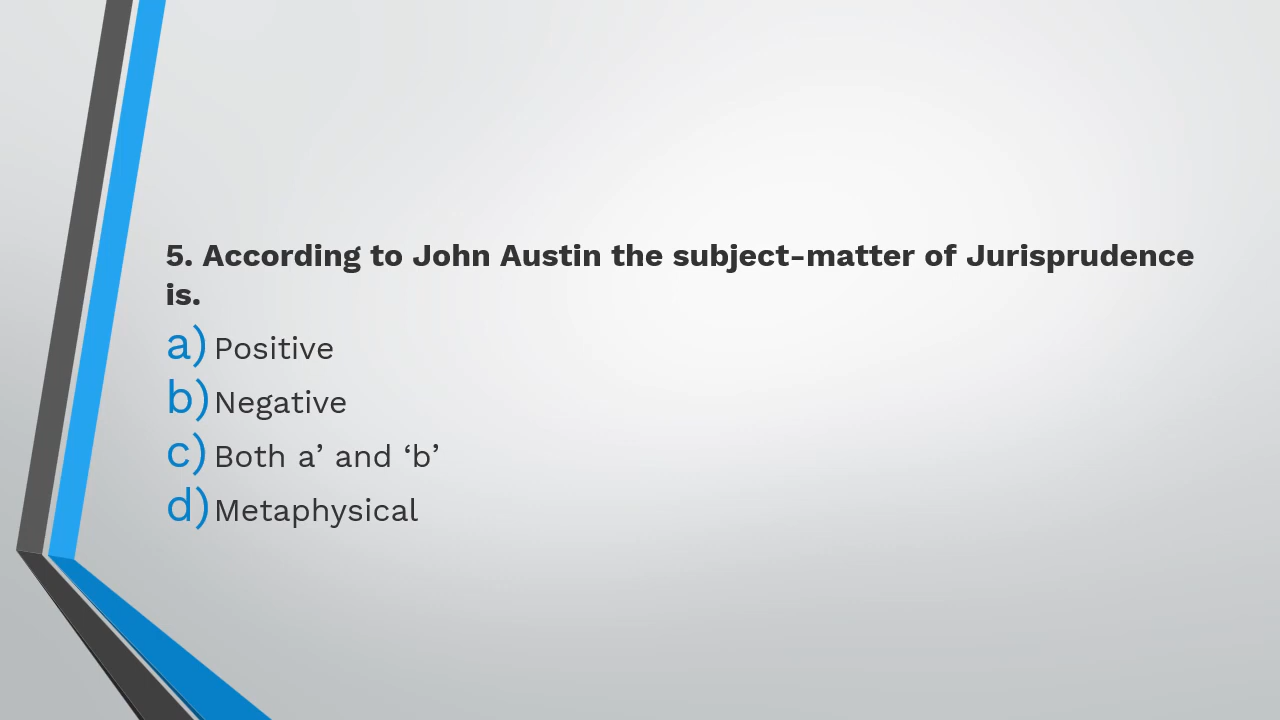 5. According to John Austin the subject-matter of Jurisprudence
is.
a) Positive
b) Negative
c) Both a’ and ‘b’
d) Metaphysical